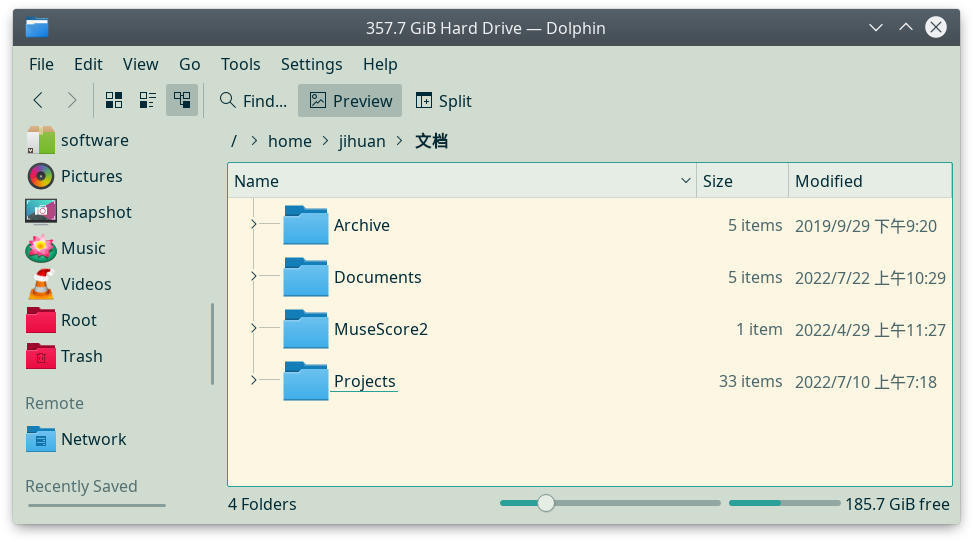 357.7 GiB Hard Drive — Dolphin
File Edit View Go Tools Settings Help
Find... Preview Split
software
Pictures
snapshot
Music
Videos
Root
Trash
Remote
Network
Recently Saved
/ > home > jihuan > 文档
Name Size Modified
Archive 5 items 2019/9/29 下午9:20
Documents 5 items 2022/7/22 上午10:29
MuseScore2 1 item 2022/4/29 上午11:27
Projects 33 items 2022/7/10 上午7:18
4 Folders 185.7 GiB free